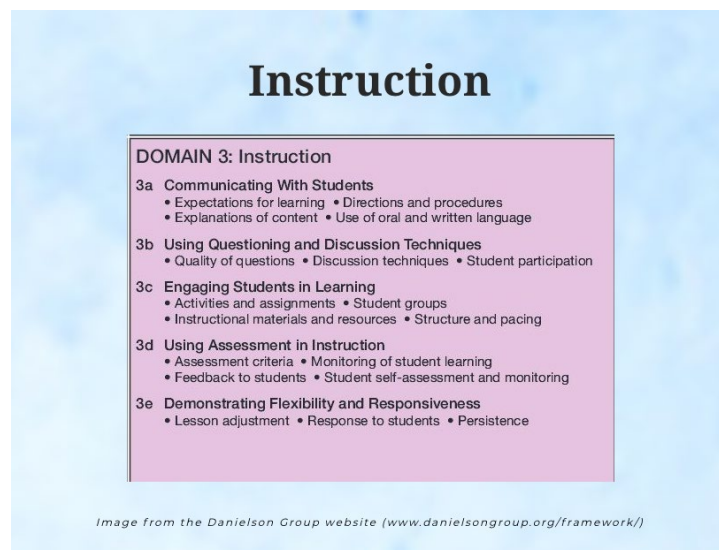 Instruction
DOMAIN 3: Instruction
3a Communicating With Students
• Expectations for learning • Directions and procedures
• Explanations of content • Use of oral and written language
3b Using Questioning and Discussion Techniques
• Quality of questions • Discussion techniques • Student participation
3c Engaging Students in Learning
• Activities and assignments • Student groups
• Instructional materials and resources • Structure and pacing
3d Using Assessment in Instruction
• Assessment criteria • Monitoring of student learning
• Feedback to students • Student self-assessment and monitoring
3e Demonstrating Flexibility and Responsiveness
• Lesson adjustment • Response to students • Persistence
Image from the Danielson Group website (www.danielsongroup.org/framework/)